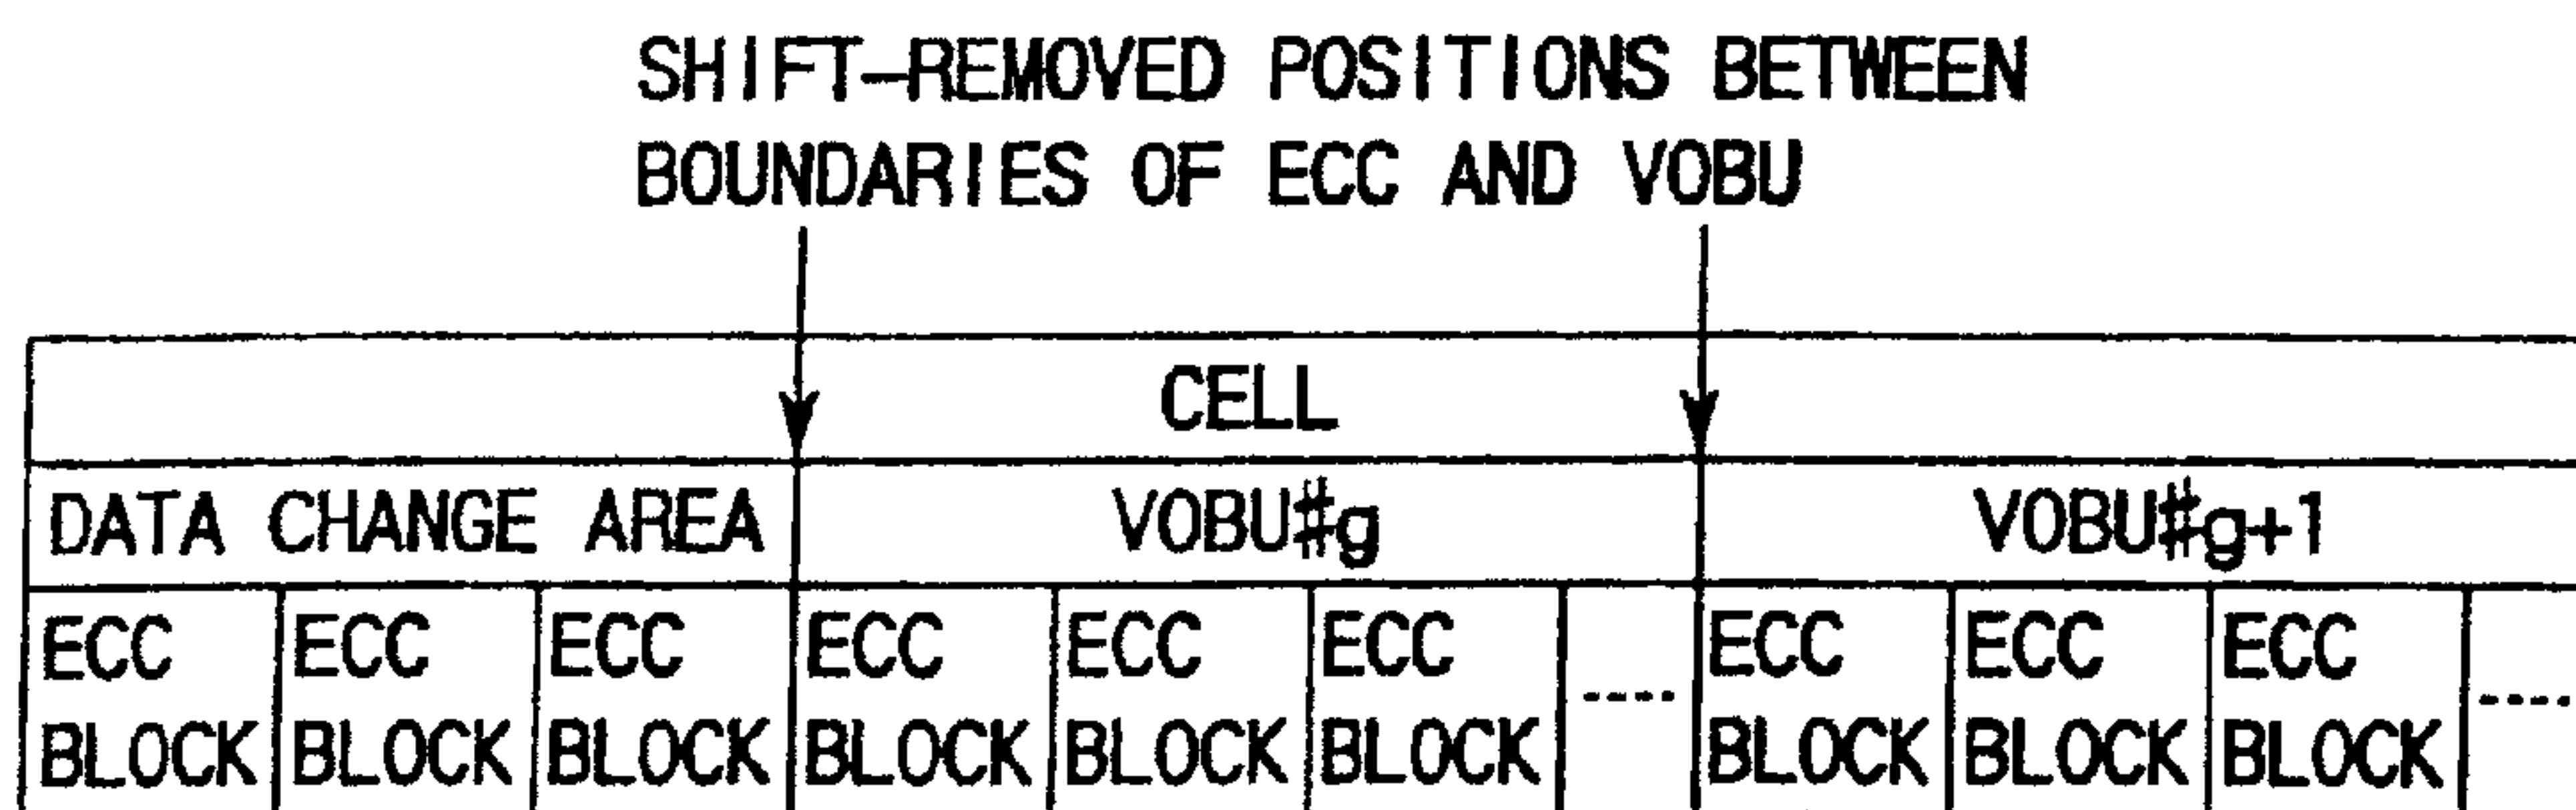 SHIFT-REMOVED POSITIONS BETWEEN
BOUNDARIES OF ECC AND VOBU
CELL
DATA CHANGE AREA VOBU#g VOBU#g+1
ECC ECC ECC ECC ECC ECC ---- ECC ECC ECC ----
BLOCK BLOCK BLOCK BLOCK BLOCK BLOCK BLOCK BLOCK BLOCK